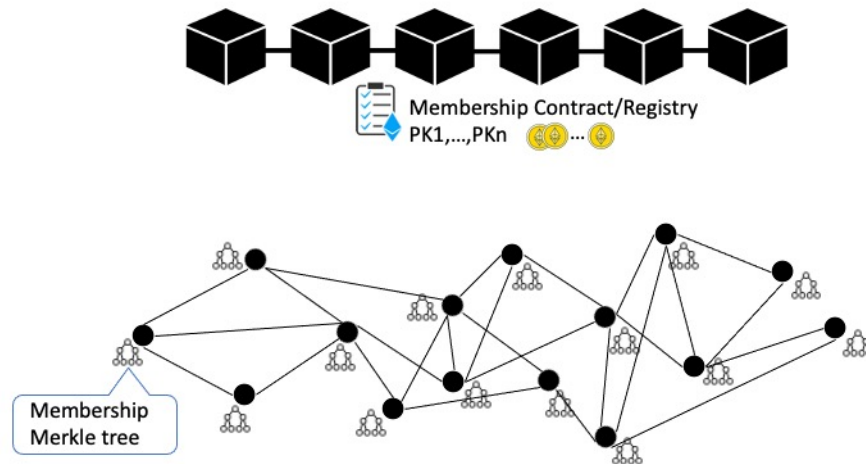 Membership Contract/Registry
PK1,...,PKn ...
Membership
Merkle tree